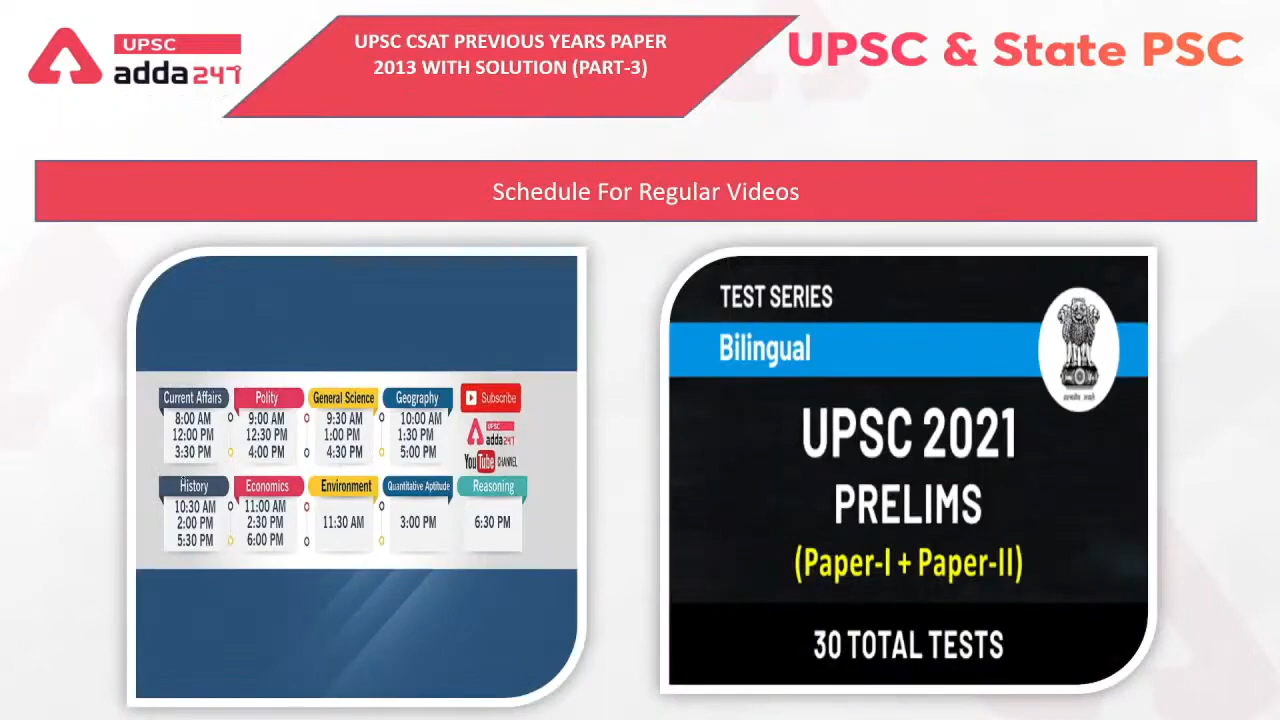 UPSC
adda247
UPSC CSAT PREVIOUS YEARS PAPER
2013 WITH SOLUTION (PART-3)
UPSC & State PSC
Schedule For Regular Videos
Current Affairs
8:00 AM
12:00 PM
3:30 PM
Polity
9:00 AM
12:30 PM
4:00 PM
General Science
9:30 AM
1:00 PM
4:30 PM
Geography
10:00 AM
1:30 PM
5:00 PM
Subscribe
UPSC
adda247
YouTube CHANNEL
History
10:30 AM
2:00 PM
5:30 PM
Economics
11:00 AM
2:30 PM
6:00 PM
Environment
11:30 AM
Quantitative Aptitude
3:00 PM
Reasoning
6:30 PM
TEST SERIES
Bilingual
UPSC 2021
PRELIMS
(Paper-I + Paper-II)
30 TOTAL TESTS